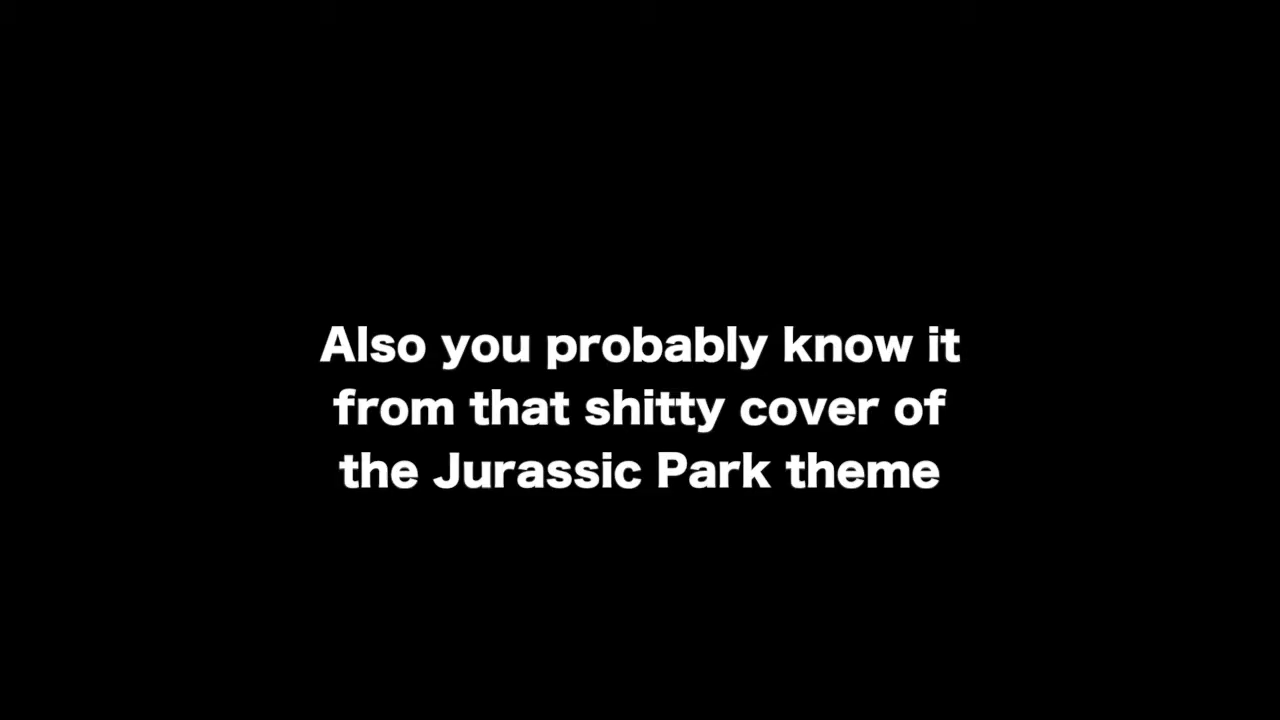 Also you probably know it
from that shitty cover of
the Jurassic Park theme